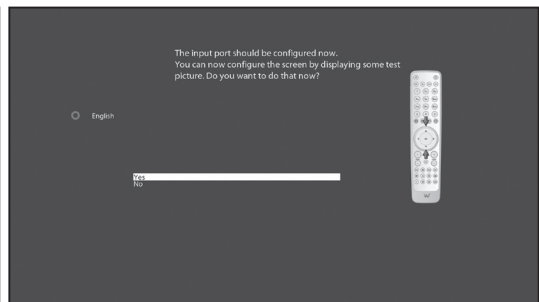 The input port should be configured now.
You can now configure the screen by displaying some test
picture. Do you want to do that now?
English
Yes
No